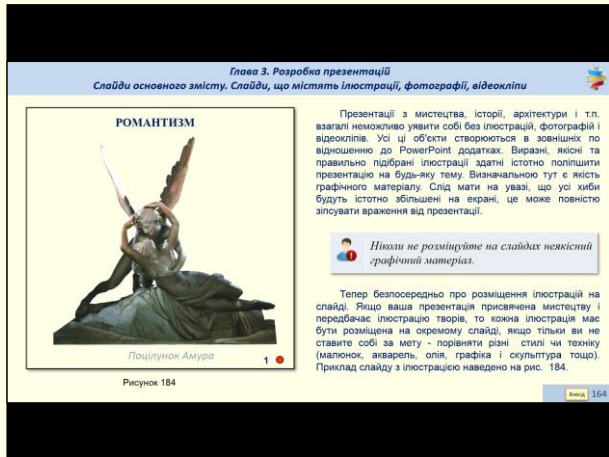 Глава 3. Розробка презентацій
Слайди основного змісту. Слайди, що містять ілюстрації, фотографії, відеокліпи
РОМАНТИЗМ
Поцілунок Амура
1
Рисунок 184
Презентації з мистецтва, історії, архітектури і т.п.
взагалі неможливо уявити собі без ілюстрацій, фотографій і
відеокліпів. Усі ці об'єкти створюються в зовнішніх по
відношенню до PowerPoint додатках. Виразні, якісні та
правильно підібрані ілюстрації здатні істотно поліпшити
презентацію на будь-яку тему. Визначальною тут є якість
графічного матеріалу. Слід мати на увазі, що усі хиби
будуть істотно збільшені на екрані, це може повністю
зіпсувати враження від презентації.
Ніколи не розміщуйте на слайдах неякісний
графічний матеріал.
Тепер безпосередньо про розміщення ілюстрацій на
слайді. Якщо ваша презентація присвячена мистецтву і
передбачає ілюстрацію творів, то кожна ілюстрація має
бути розміщена на окремому слайді, якщо тільки ви не
ставите собі за мету - порівняти різні стилі чи техніку
(малюнок, акварель, олія, графіка і скульптура тощо).
Приклад слайду з ілюстрацією наведено на рис. 184.
Вихід 164